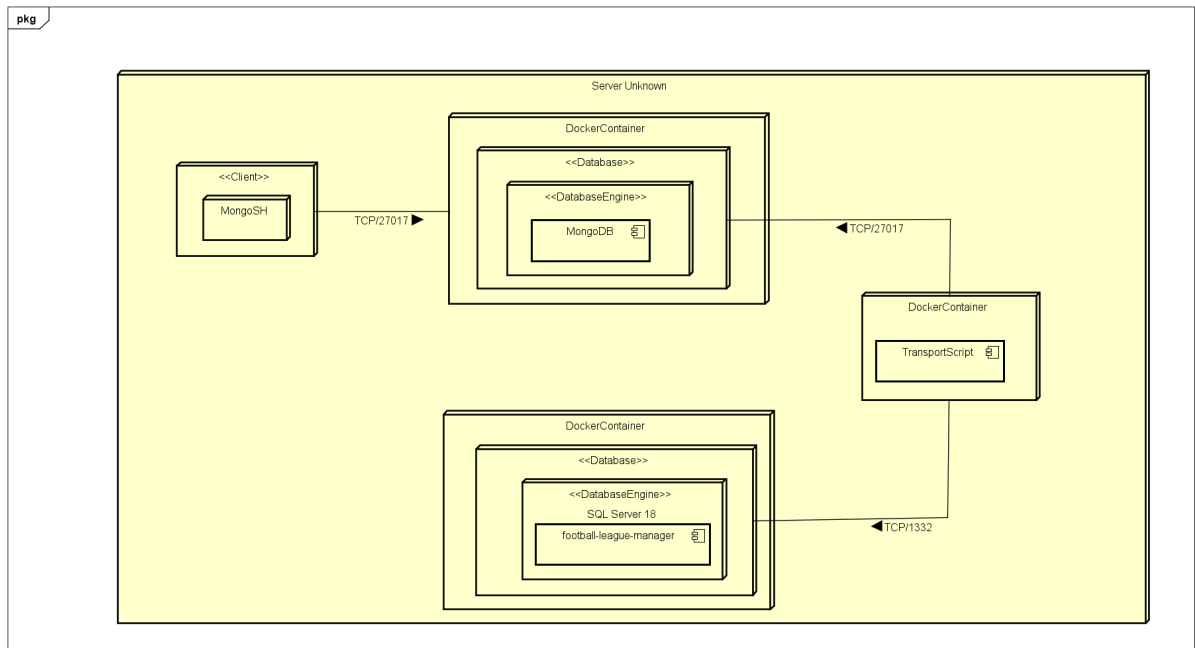 pkg
Server Unknown
DockerContainer
<<Database>>
<<Client>>
<<DatabaseEngine>>
MongoSH
TCP/27017
MongoDB
TCP/27017
DockerContainer
TransportScript
DockerContainer
<<Database>>
<<DatabaseEngine>>
SQL Server 18
football-league-manager
TCP/1332